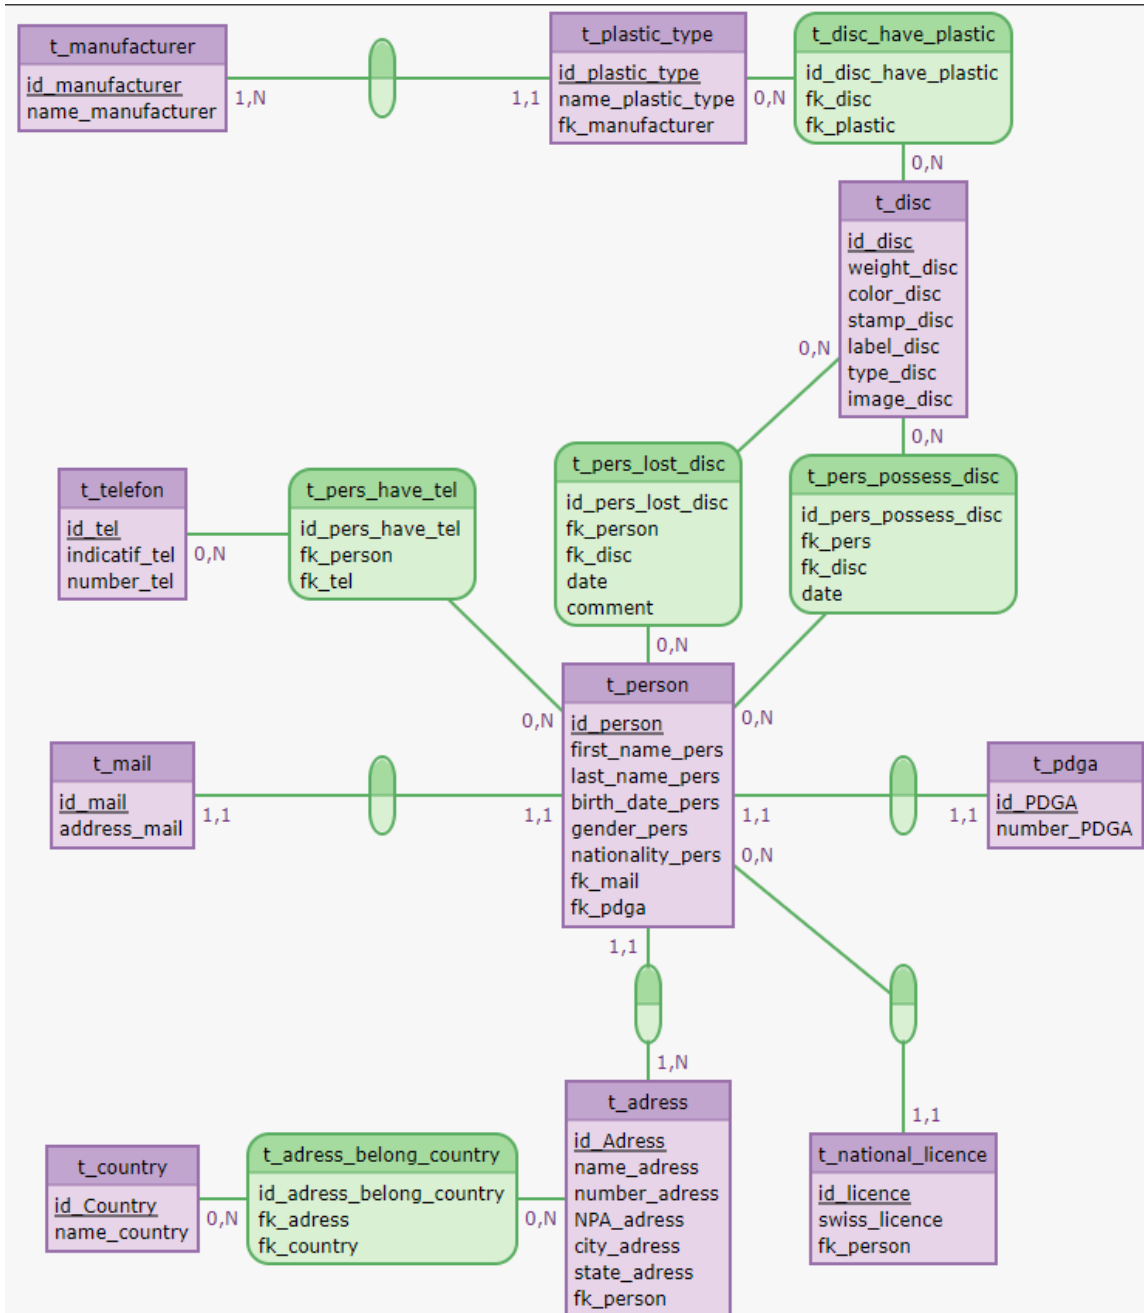 t_manufacturer
id_manufacturer
name_manufacturer
1,N
1,1
t_plastic_type
id_plastic_type
name_plastic_type
fk_manufacturer
0,N
t_disc_have_plastic
id_disc_have_plastic
fk_disc
fk_plastic
0,N
t_disc
id_disc
weight_disc
color_disc
stamp_disc
label_disc
type_disc
image_disc
0,N
0,N
t_telefon
id_tel
indicatif_tel
number_tel
0,N
t_pers_have_tel
id_pers_have_tel
fk_person
fk_tel
t_pers_lost_disc
id_pers_lost_disc
fk_person
fk_disc
date
comment
t_pers_possess_disc
id_pers_possess_disc
fk_pers
fk_disc
date
0,N
0,N
0,N
t_person
id_person
first_name_pers
last_name_pers
birth_date_pers
gender_pers
nationality_pers
fk_mail
fk_pdga
t_mail
id_mail
address_mail
1,1
1,1
1,1
1,1
t_pdga
id_PDGA
number_PDGA
0,N
1,1
1,N
t_adress
id_Adress
name_adress
number_adress
NPA_adress
city_adress
state_adress
fk_person
t_country
id_Country
name_country
0,N
t_adress_belong_country
id_adress_belong_country
fk_adress
fk_country
0,N
1,1
t_national_licence
id_licence
swiss_licence
fk_person